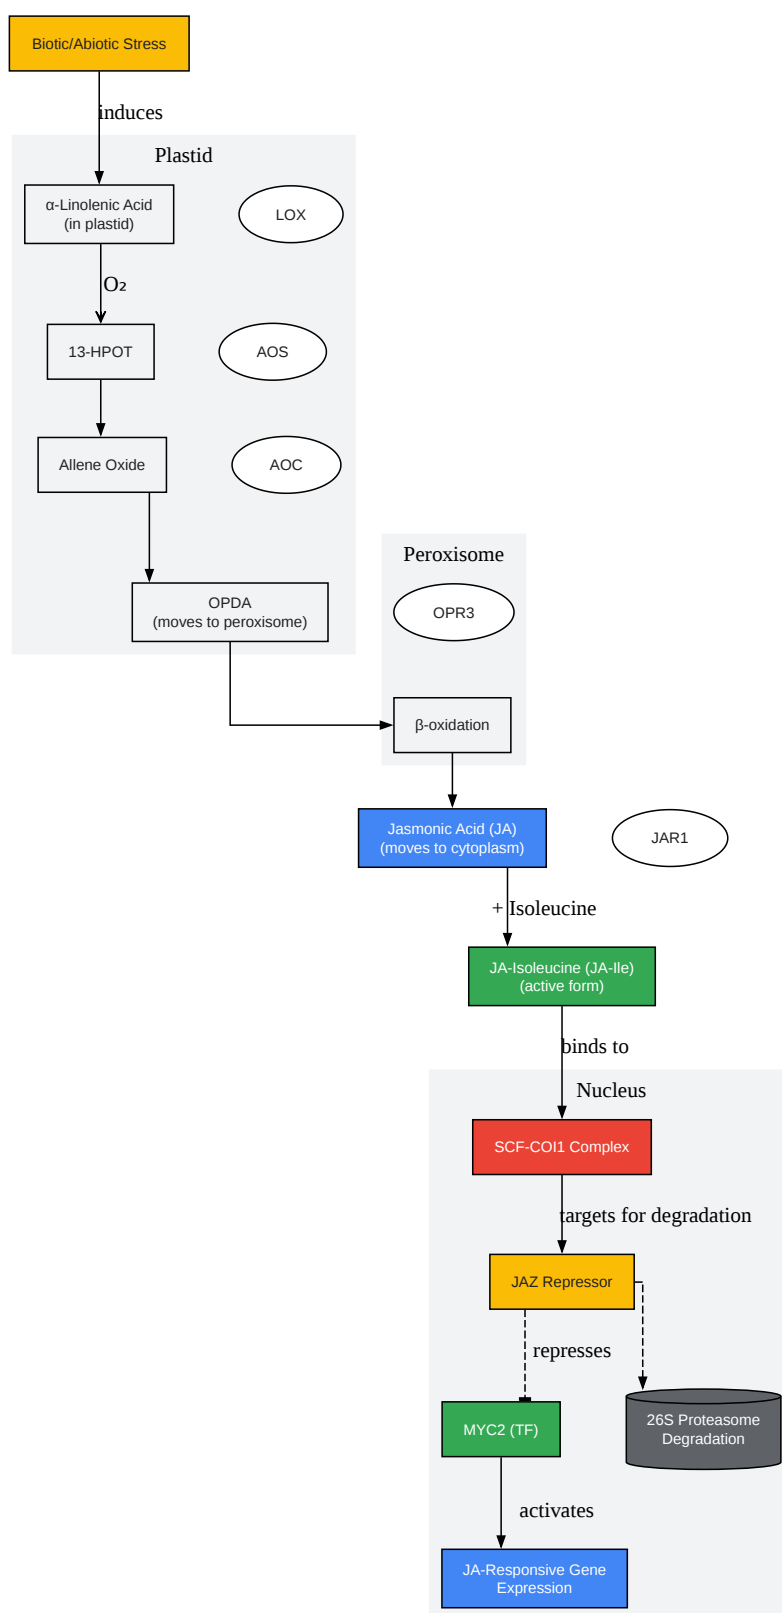 Biotic/Abiotic Stress
induces
Plastid
α-Linolenic Acid
(in plastid)
LOX
O₂
13-HPOT
AOS
Allene Oxide
AOC
Peroxisome
OPDA
(moves to peroxisome)
OPR3
β-oxidation
Jasmonic Acid (JA)
(moves to cytoplasm)
JAR1
+ Isoleucine
JA-Isoleucine (JA-Ile)
(active form)
binds to
Nucleus
SCF-COI1 Complex
targets for degradation
JAZ Repressor
represses
MYC2 (TF)
26S Proteasome
Degradation
activates
JA-Responsive Gene
Expression